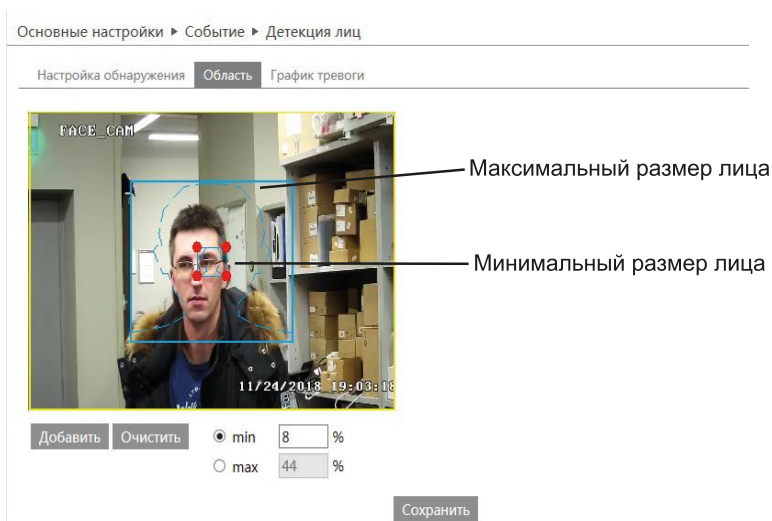 Основные настройки ▶ Событие ▶ Детекция лиц
Настройка обнаружения Область График тревоги
FACE_CAM
Максимальный размер лица
Минимальный размер лица
11/24/2018 19:03:18
Добавить Очистить min 8 %
max 44 %
Сохранить